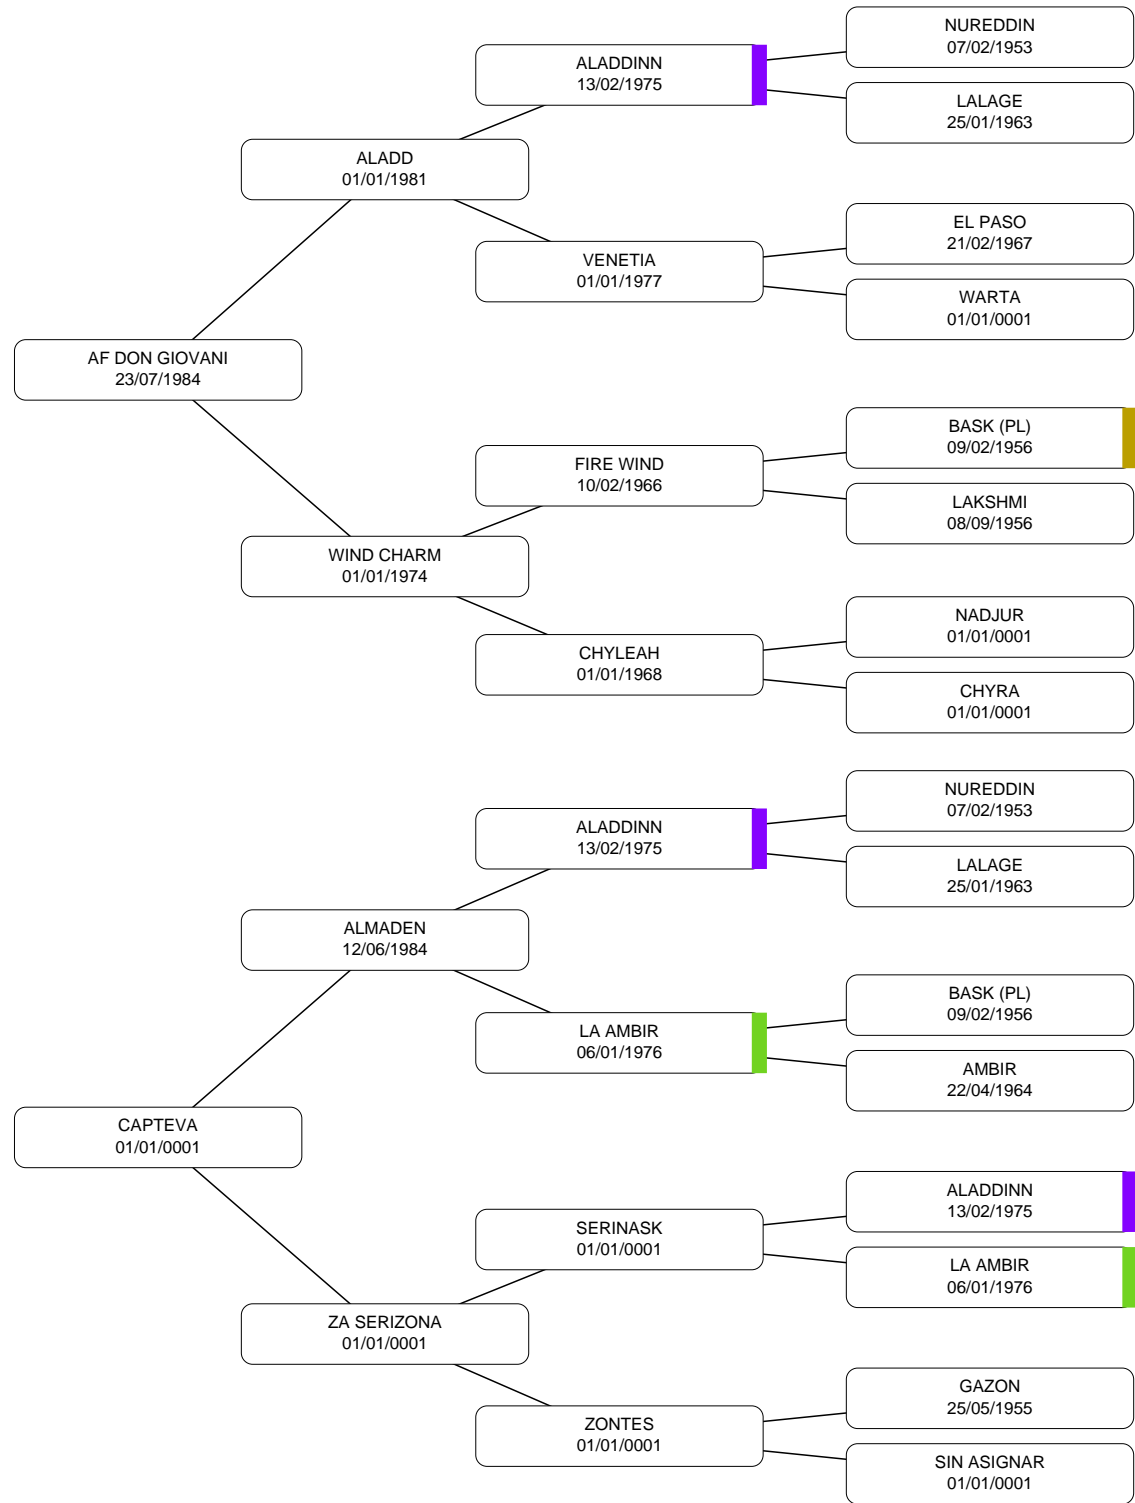 NUREDDIN
07/02/1953
ALADDINN
13/02/1975
LALAGE
25/01/1963
ALADD
01/01/1981
EL PASO
21/02/1967
VENETIA
01/01/1977
WARTA
01/01/0001
AF DON GIOVANI
23/07/1984
BASK (PL)
09/02/1956
FIRE WIND
10/02/1966
LAKSHMI
08/09/1956
WIND CHARM
01/01/1974
NADJUR
01/01/0001
CHYLEAH
01/01/1968
CHYRA
01/01/0001
NUREDDIN
07/02/1953
ALADDINN
13/02/1975
LALAGE
25/01/1963
ALMADEN
12/06/1984
BASK (PL)
09/02/1956
LA AMBIR
06/01/1976
AMBIR
22/04/1964
CAPTEVA
01/01/0001
ALADDINN
13/02/1975
SERINASK
01/01/0001
LA AMBIR
06/01/1976
ZA SERIZONA
01/01/0001
GAZON
25/05/1955
ZONTES
01/01/0001
SIN ASIGNAR
01/01/0001